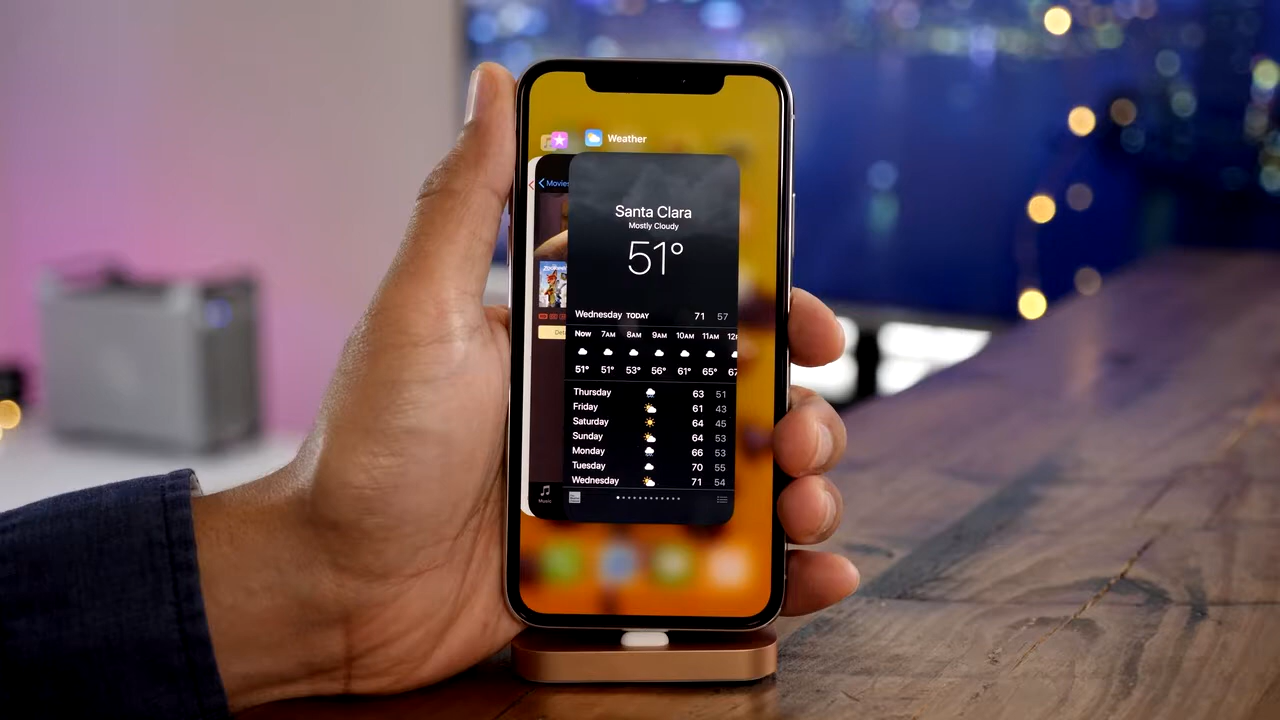 Weather
Movies
Santa Clara
Mostly Cloudy
51°
Wednesday TODAY 71 57
Now 7AM 8AM 9AM 10AM 11AM
51° 51° 53° 56° 61° 65° 67
Thursday 63 51
Friday 61 43
Saturday 64 45
Sunday 64 53
Monday 66 53
Tuesday 70 55
Wednesday 71 54
Music